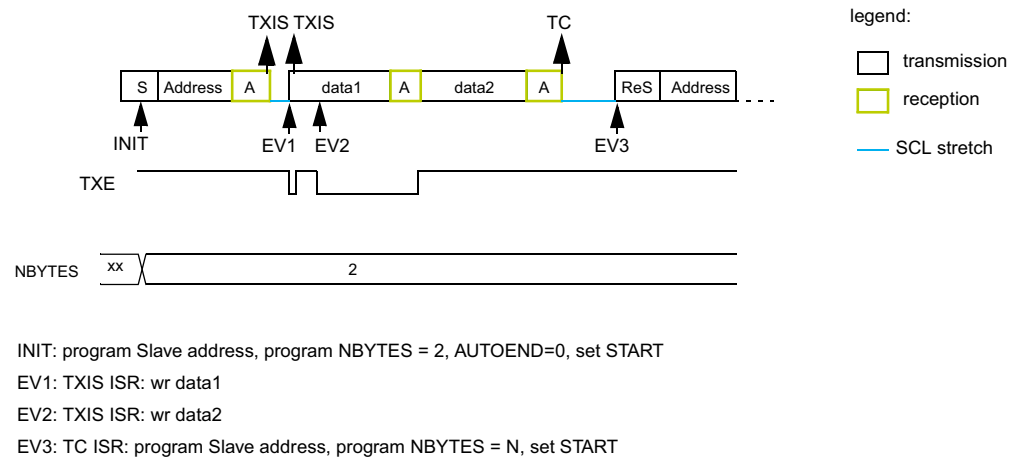 TXIS TXIS TC legend:
transmission
S Address A data1 A data2 A ReS Address
reception
INIT EV1 EV2 EV3
SCL stretch
TXE
NBYTES xx 2
INIT: program Slave address, program NBYTES = 2, AUTOEND=0, set START
EV1: TXIS ISR: wr data1
EV2: TXIS ISR: wr data2
EV3: TC ISR: program Slave address, program NBYTES = N, set START